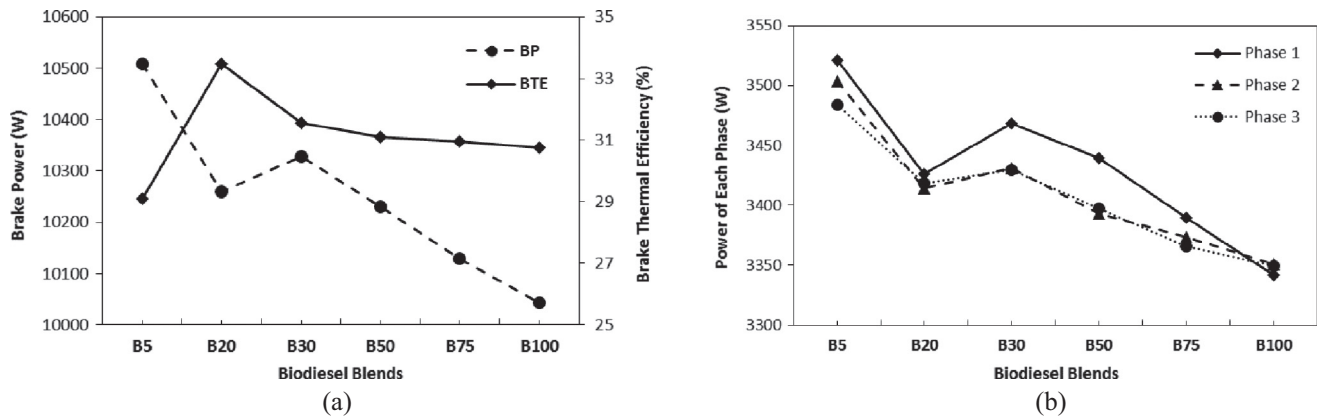 10600
10500
10400
10300
10200
10100
10000
Brake Power (W)
35
33
31
29
27
25
Brake Thermal Efficiency (%)
BP
BTE
B5 B20 B30 B50 B75 B100
Biodiesel Blends
(a)
3550
3500
3450
3400
3350
3300
Power of Each Phase (W)
Phase 1
Phase 2
Phase 3
B5 B20 B30 B50 B75 B100
Biodiesel Blends
(b)